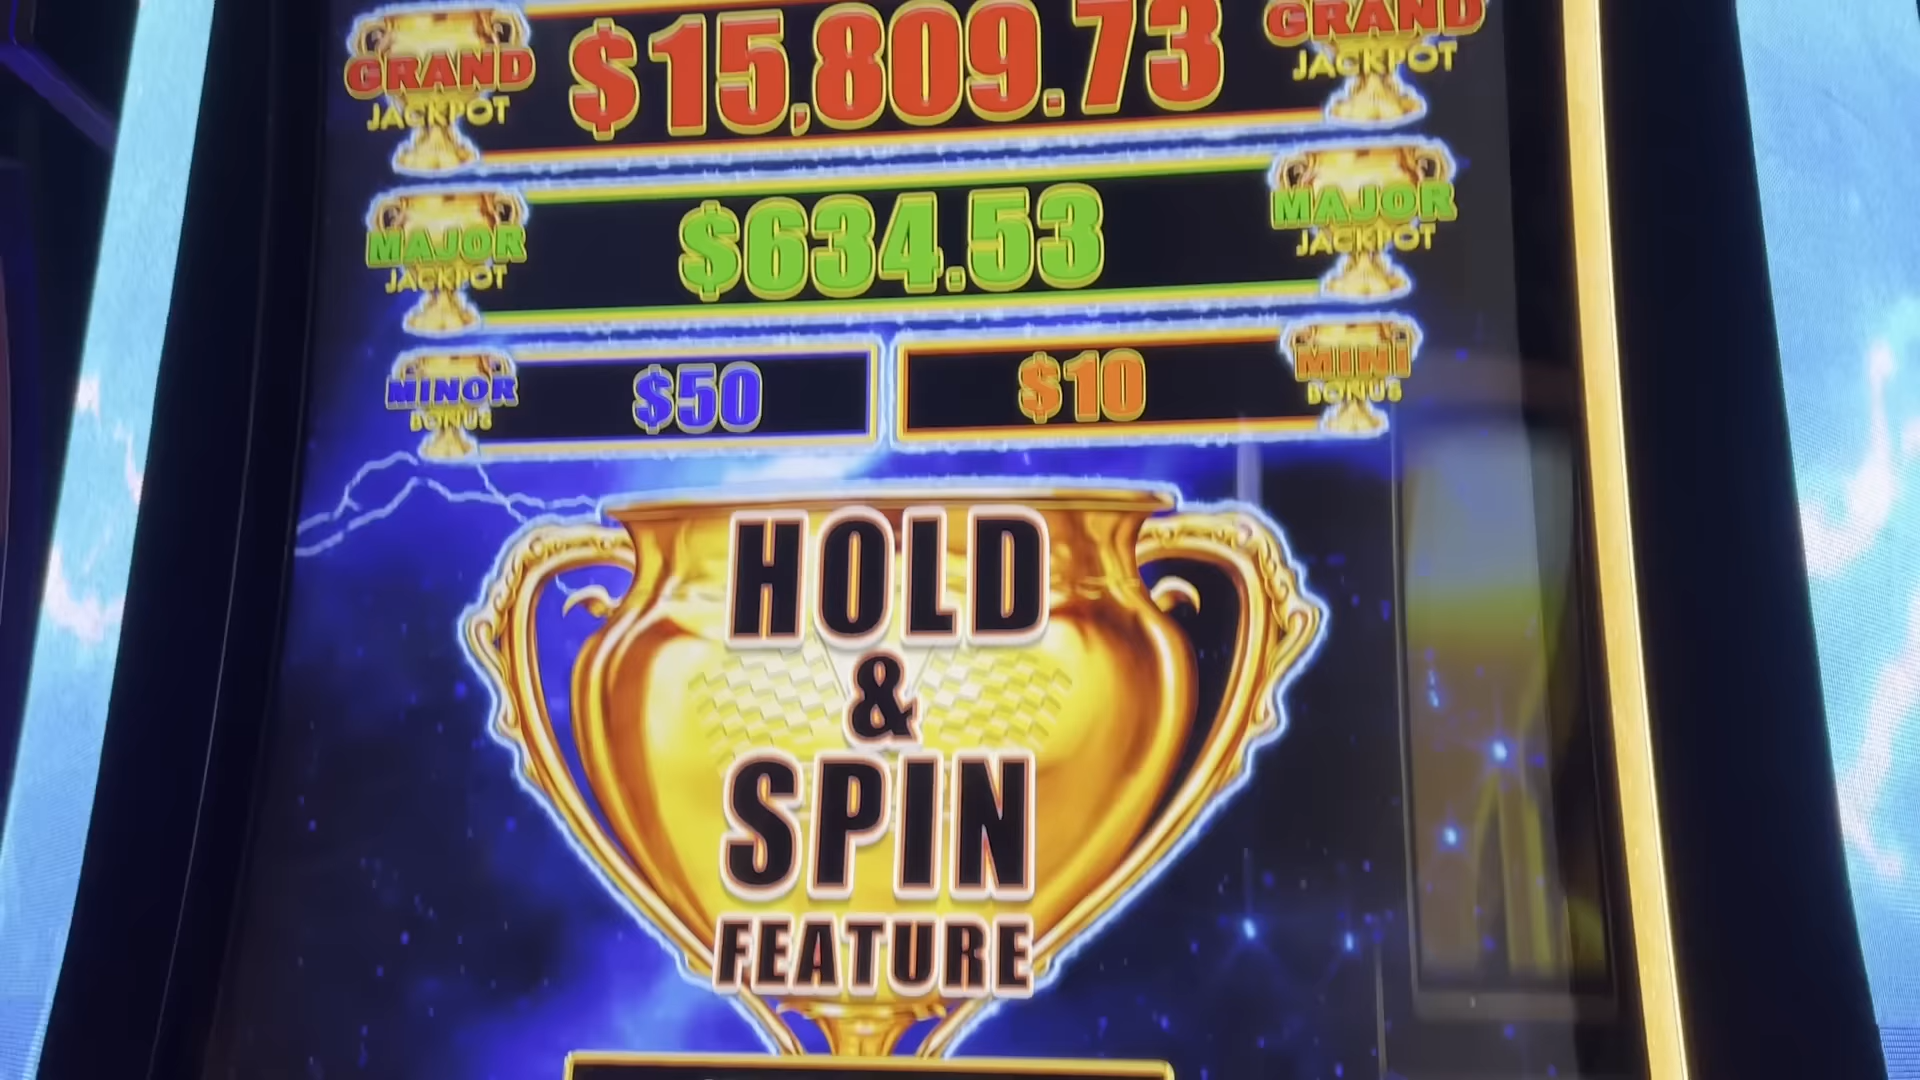 GRAND
JACKPOT
$15,809.73
GRAND
JACKPOT
MAJOR
JACKPOT
$634.53
MAJOR
JACKPOT
MINOR
BONUS
$50
$10
MINI
BONUS
HOLD
&
SPIN
FEATURE